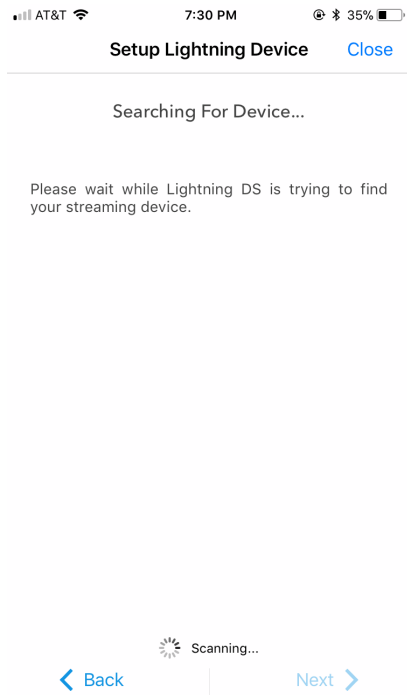 AT&T 7:30 PM 35%
Setup Lightning Device Close
Searching For Device...
Please wait while Lightning DS is trying to find
your streaming device.
Scanning...
Back Next